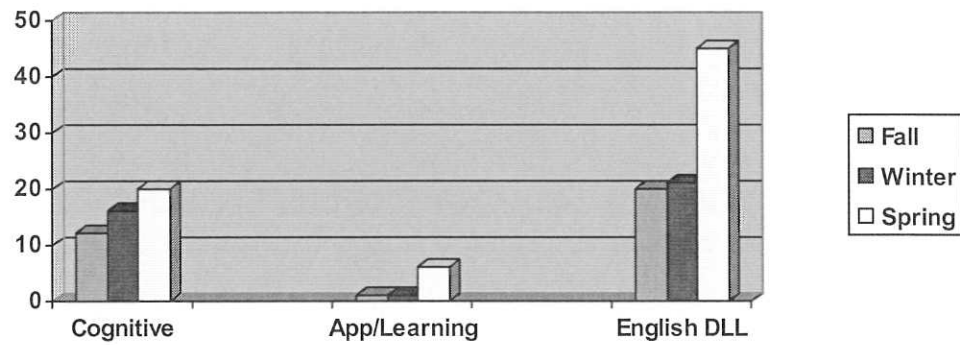 50
40
30
20
10
0
Cognitive
App/Learning
English DLL
Fall
Winter
Spring